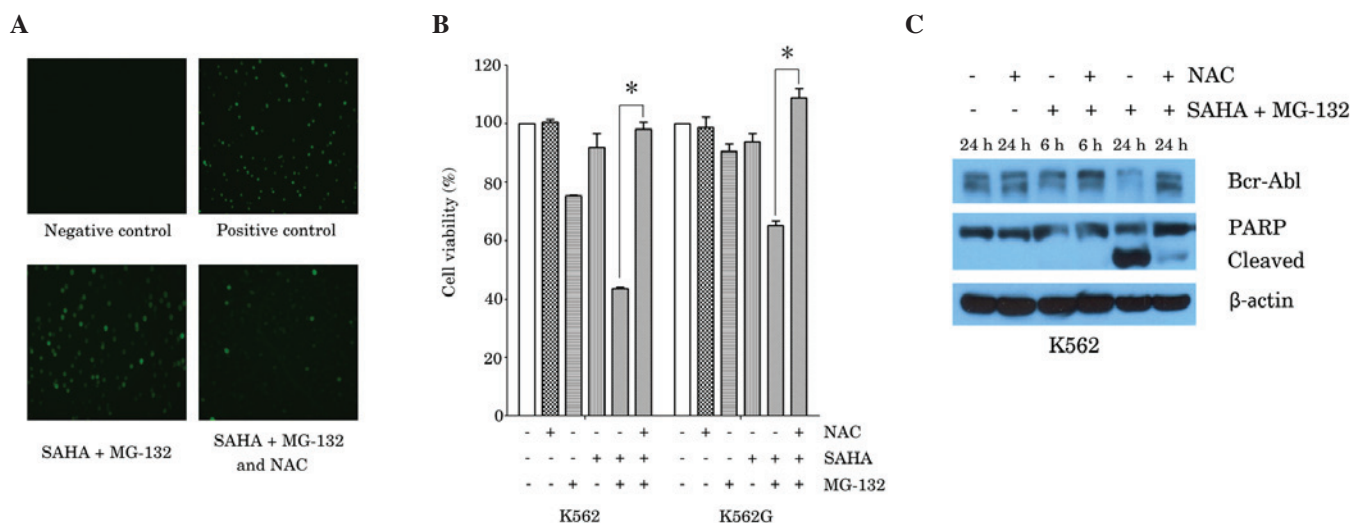 A
Negative control
Positive control
SAHA + MG-132
SAHA + MG-132
and NAC
B
120
100
80
60
40
20
0
Cell viability (%)
*
*
- + - - - + - + - - - + NAC
- - - + + + - - - + + + SAHA
- - + - + + - - + - + + MG-132
K562 K562G
C
- + - + - + NAC
- - + + + + SAHA + MG-132
24 h 24 h 6 h 6 h 24 h 24 h
Bcr-Abl
PARP
Cleaved
β-actin
K562